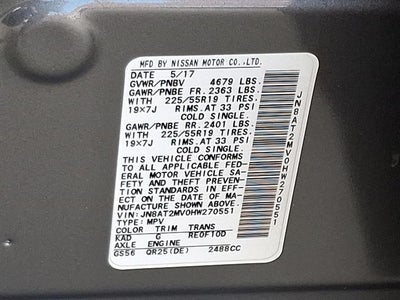 MFD BY NISSAN MOTOR CO.,LTD.
DATE 5/17
GVWR/PNBV 4679 LBS.
GAWR/PNBE FR. 2363 LBS.
WITH 225/55R19 TIRES,
19x7J RIMS.AT 33 PSI
COLD SINGLE.
GAWR/PNBE RR. 2401 LBS.
WITH 225/55R19 TIRES,
19x7J RIMS.AT 33 PSI
COLD SINGLE.
THIS VEHICLE CONFORMS
TO ALL APPLICABLE FED-
ERAL MOTOR VEHICLE SA-
FETY AND THEFT PREVEN-
TION STANDARDS IN EFF-
ECT ON THE DATE OF MA-
NUFACTURE SHOWN ABOVE.
VIN:JN8AT2MV0HW270551
TYPE:MPV
COLOR TRIM TRANS
KAD G RE0F10D
AXLE ENGINE
GS56 QR25(DE) 2488CC
JN8AT2MV0HW270551